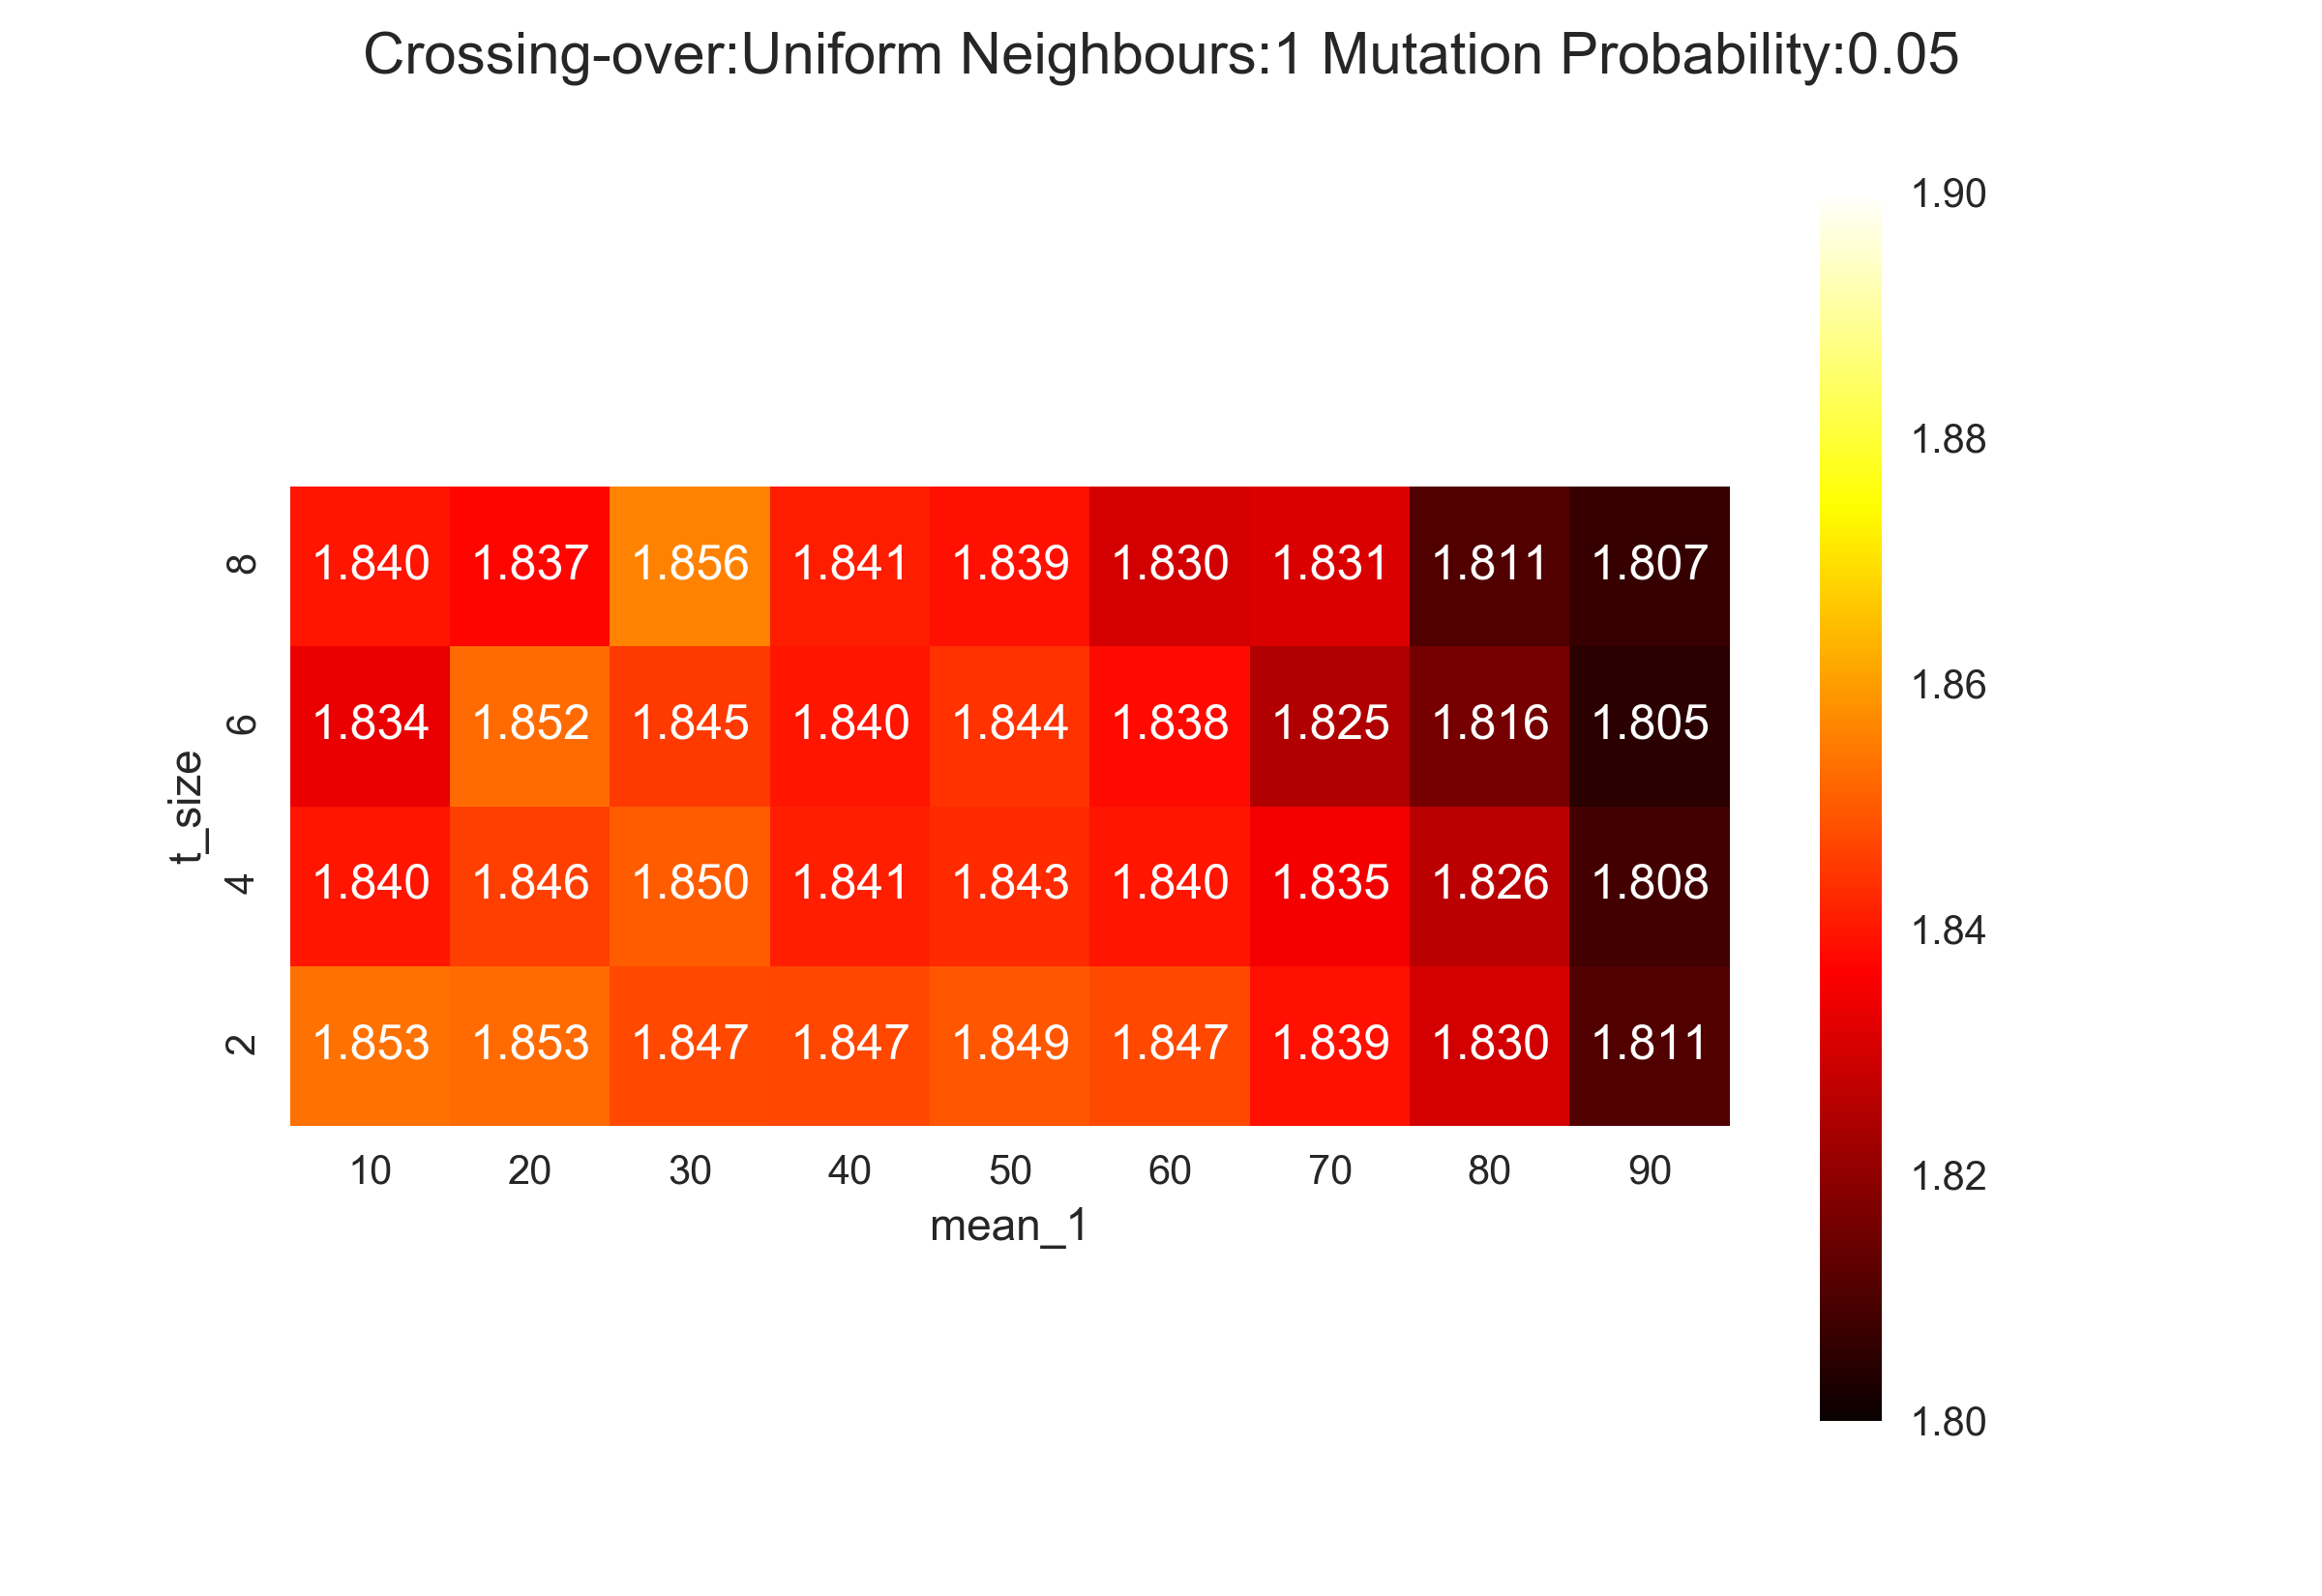 Crossing-over:Uniform Neighbours:1 Mutation Probability:0.05
t_size
8 1.840 1.837 1.856 1.841 1.839 1.830 1.831 1.811 1.807
6 1.834 1.852 1.845 1.840 1.844 1.838 1.825 1.816 1.805
4 1.840 1.846 1.850 1.841 1.843 1.840 1.835 1.826 1.808
2 1.853 1.853 1.847 1.847 1.849 1.847 1.839 1.830 1.811
10 20 30 40 50 60 70 80 90
mean_1
1.90
1.88
1.86
1.84
1.82
1.80